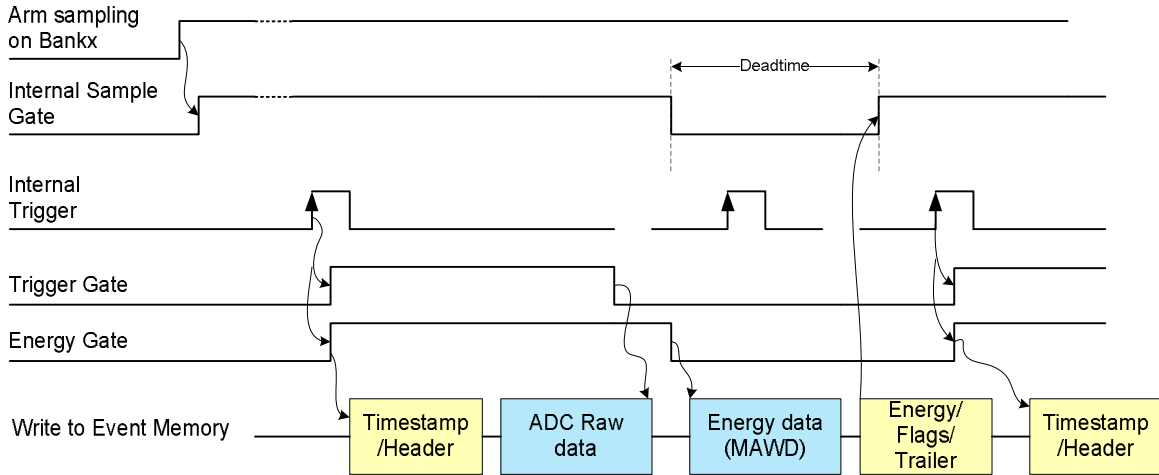 Arm sampling
on Bankx
Deadtime
Internal Sample
Gate
Internal
Trigger
Trigger Gate
Energy Gate
Write to Event Memory
Timestamp
/Header
ADC Raw
data
Energy data
(MAWD)
Energy/
Flags/
Trailer
Timestamp
/Header